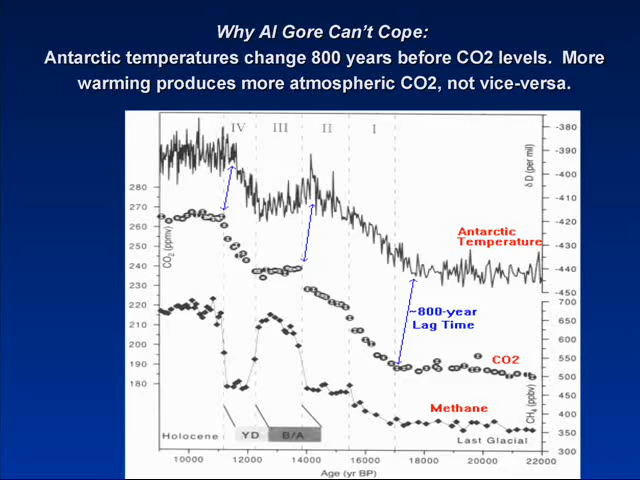 Why Al Gore Can't Cope:
Antarctic temperatures change 800 years before CO2 levels. More
warming produces more atmospheric CO2, not vice-versa.
IV III II I
-380
-390
-400
-410
-420
-430
-440
-450
δ D (per mil)
280
270
260
250
240
230
220
210
200
190
180
CO2 (ppmv)
Antarctic
Temperature
~800-year
Lag Time
CO2
Methane
700
650
600
550
500
450
400
350
300
CH4 (ppbv)
Holocene YD B/A Last Glacial
10000 12000 14000 16000 18000 20000 22000
Age (yr BP)